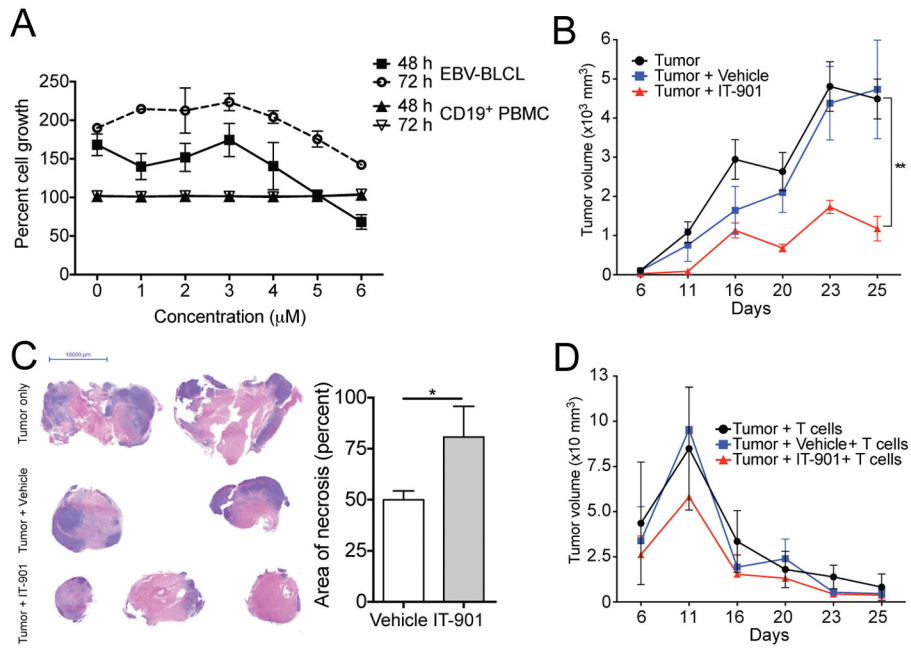 A
48 h
72 h
EBV-BLCL
48 h
72 h
CD19⁺ PBMC
Percent cell growth
250
200
150
100
50
0
0 1 2 3 4 5 6
Concentration (μM)
B
Tumor
Tumor + Vehicle
Tumor + IT-901
Tumor volume (x10³ mm³)
6
5
4
3
2
1
0
**
6 11 16 20 23 25
Days
C
10000 μm
Tumor only
Tumor + Vehicle
Tumor + IT-901
Area of necrosis (percent)
100
75
50
25
0
*
Vehicle IT-901
D
Tumor + T cells
Tumor + Vehicle+ T cells
Tumor + IT-901+ T cells
Tumor volume (x10 mm³)
13
10
7.5
5.0
2.5
0
6 11 16 20 23 25
Days